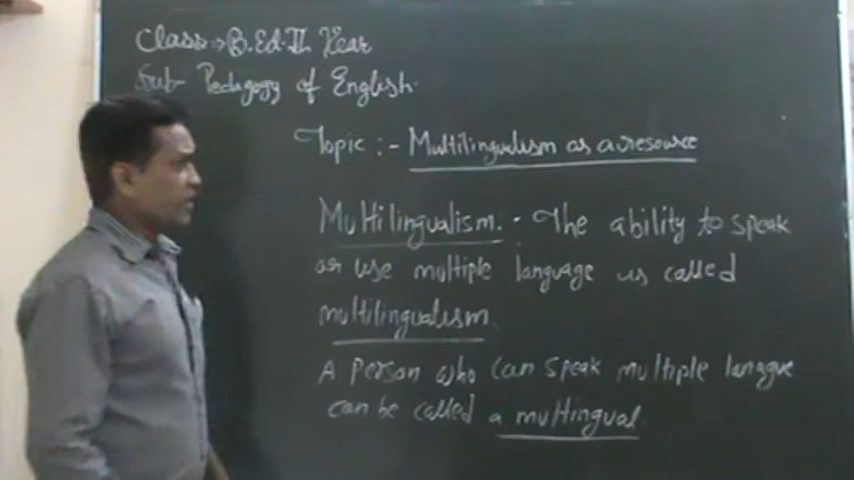 Class→ B.Ed. II Year
Sub- Pedagogy of English.
Topic :- Multilingualism as a resource
Multilingualism. - The ability to speak
or use multiple language is called
multilingualism.
A person who can speak multiple langague
can be called a multingual.